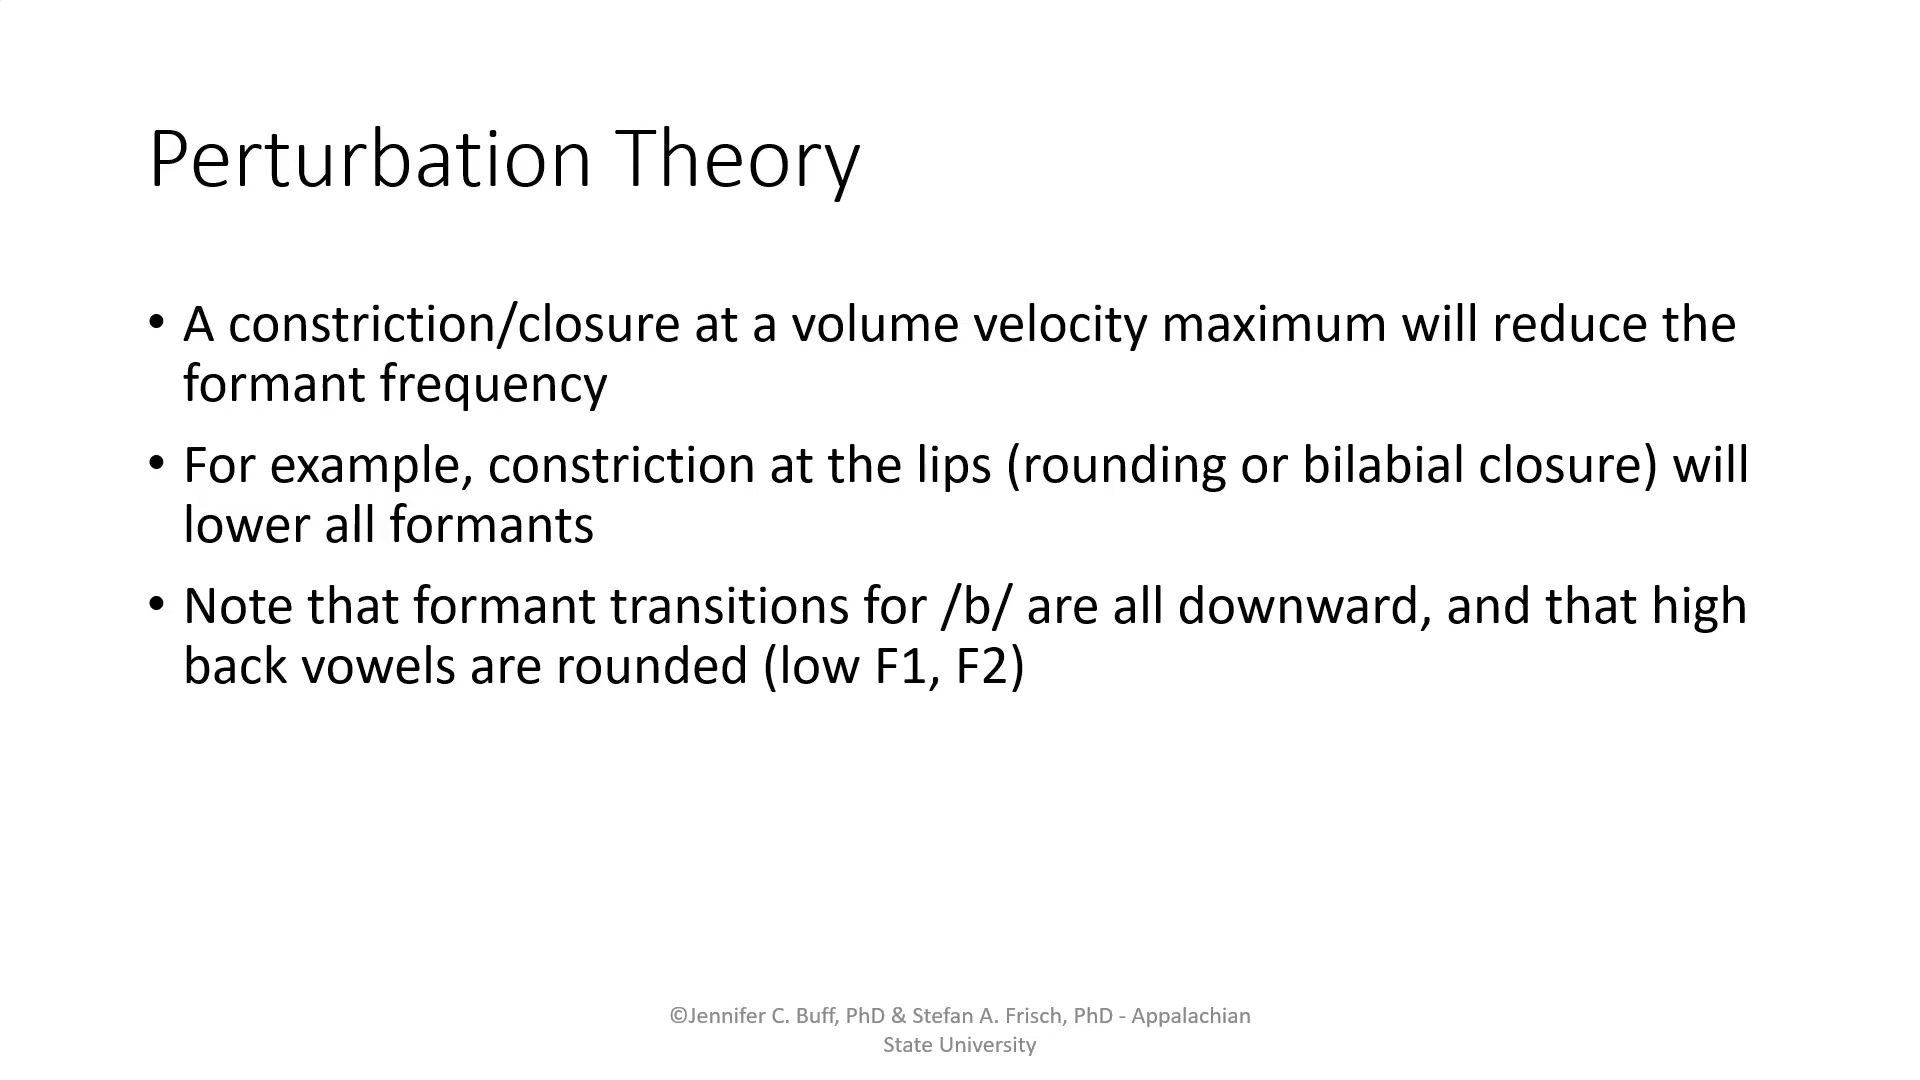 Perturbation Theory
• A constriction/closure at a volume velocity maximum will reduce the
formant frequency
• For example, constriction at the lips (rounding or bilabial closure) will
lower all formants
• Note that formant transitions for /b/ are all downward, and that high
back vowels are rounded (low F1, F2)
©Jennifer C. Buff, PhD & Stefan A. Frisch, PhD - Appalachian
State University